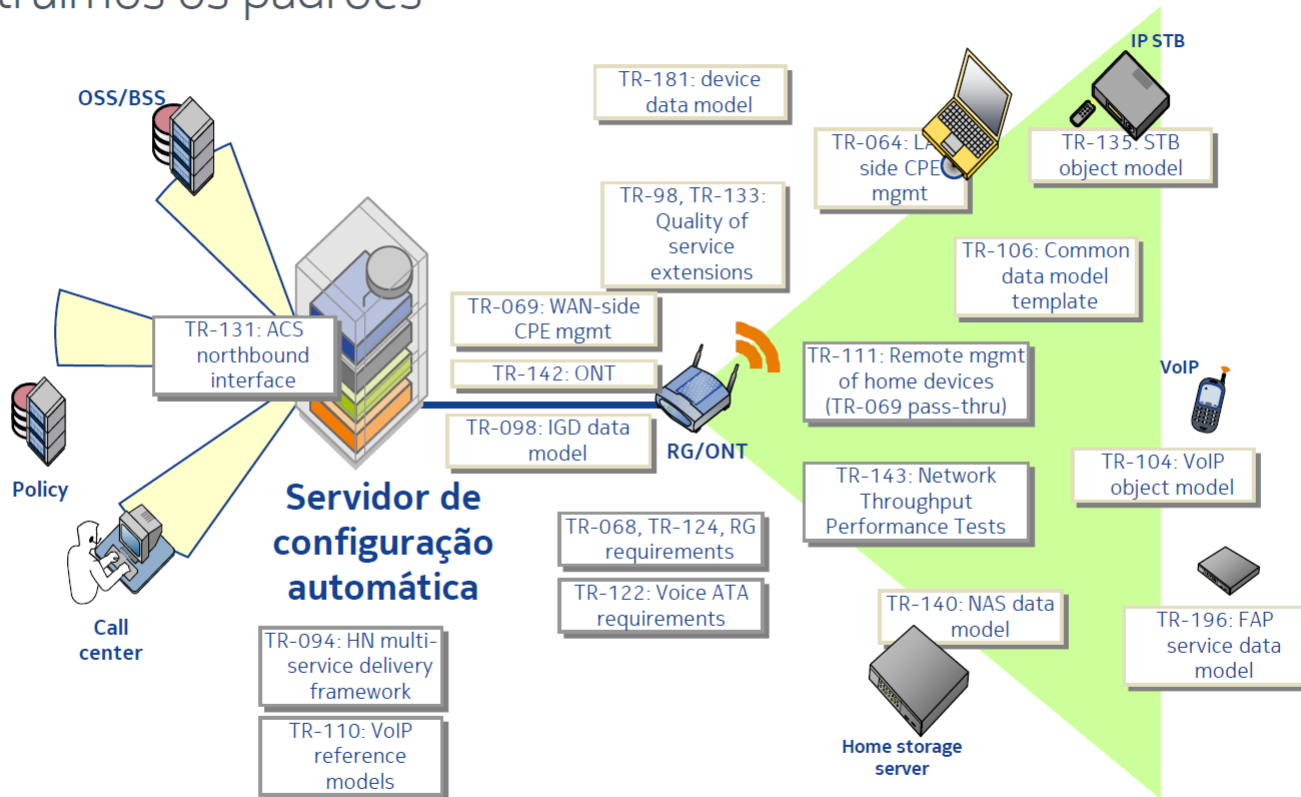 truímos os padrões
OSS/BSS
TR-131: ACS
northbound
interface
Policy
Call
center
Servidor de
configuração
automática
TR-094: HN multi-
service delivery
framework
TR-110: VoIP
reference
models
TR-181: device
data model
TR-98, TR-133:
Quality of
service
extensions
TR-069: WAN-side
CPE mgmt
TR-142: ONT
TR-098: IGD data
model
RG/ONT
TR-068, TR-124, RG
requirements
TR-122: Voice ATA
requirements
TR-064:
side CPE
mgmt
IP STB
TR-135: STB
object model
TR-106: Common
data model
template
TR-111: Remote mgmt
of home devices
(TR-069 pass-thru)
VoIP
TR-104: VoIP
object model
TR-143: Network
Throughput
Performance Tests
TR-140: NAS data
model
Home storage
server
TR-196: FAP
service data
model